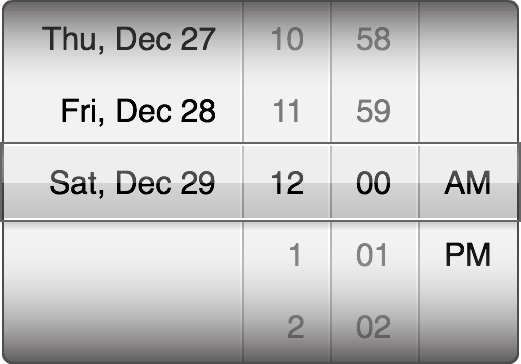 Thu, Dec 27 10 58
Fri, Dec 28 11 59
Sat, Dec 29 12 00 AM
1 01 PM
2 02